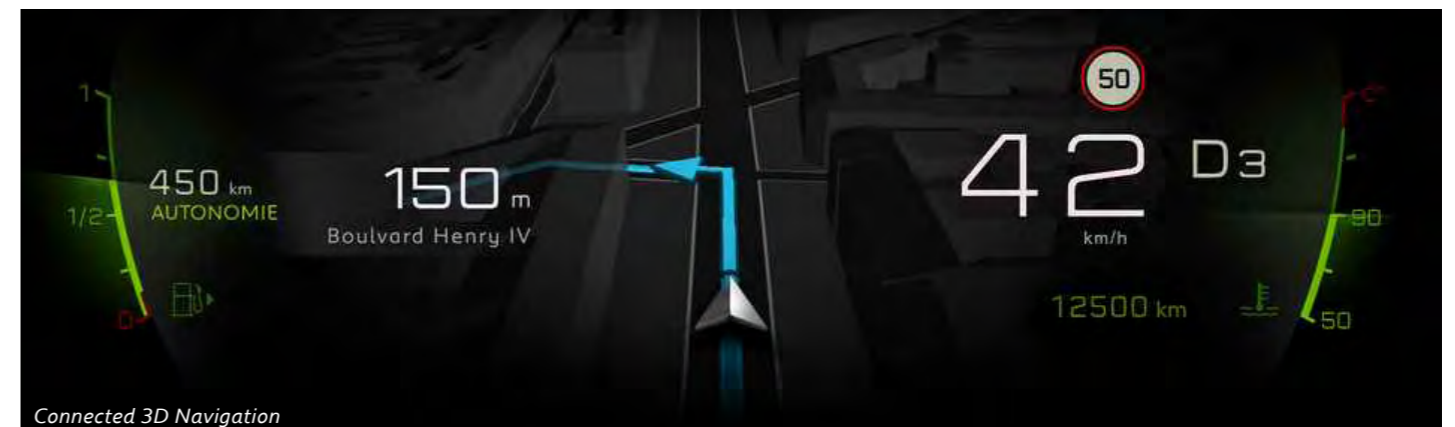 50
1
C
42 D3
450 km
150 m
1/2
AUTONOMIE
90
Boulvard Henry IV
km/h
12500 km
0
50
Connected 3D Navigation